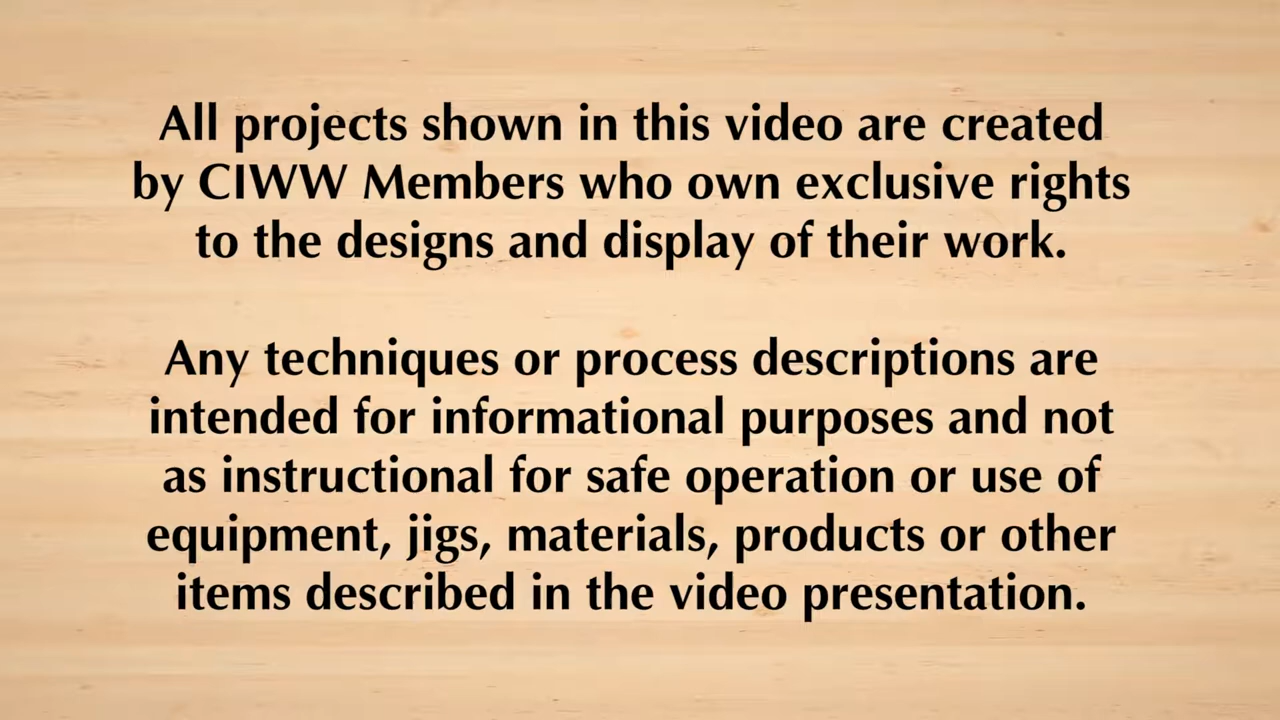 All projects shown in this video are created
by CIWW Members who own exclusive rights
to the designs and display of their work.
Any techniques or process descriptions are
intended for informational purposes and not
as instructional for safe operation or use of
equipment, jigs, materials, products or other
items described in the video presentation.